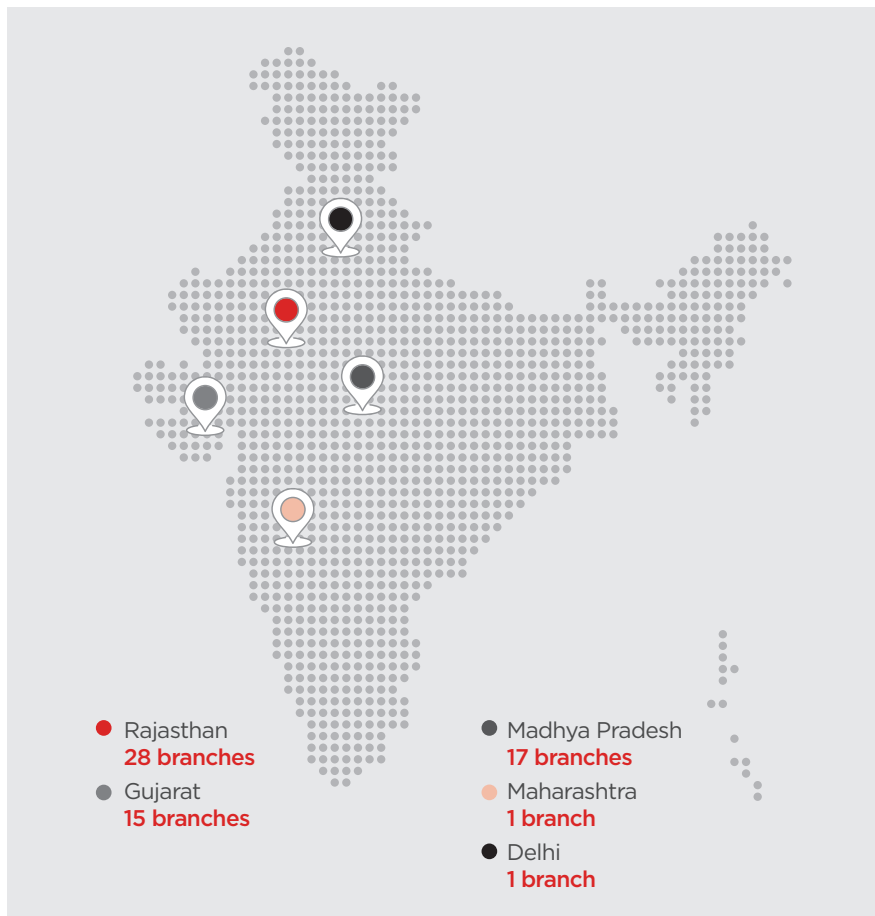 Rajasthan
28 branches
Gujarat
15 branches
Madhya Pradesh
17 branches
Maharashtra
1 branch
Delhi
1 branch